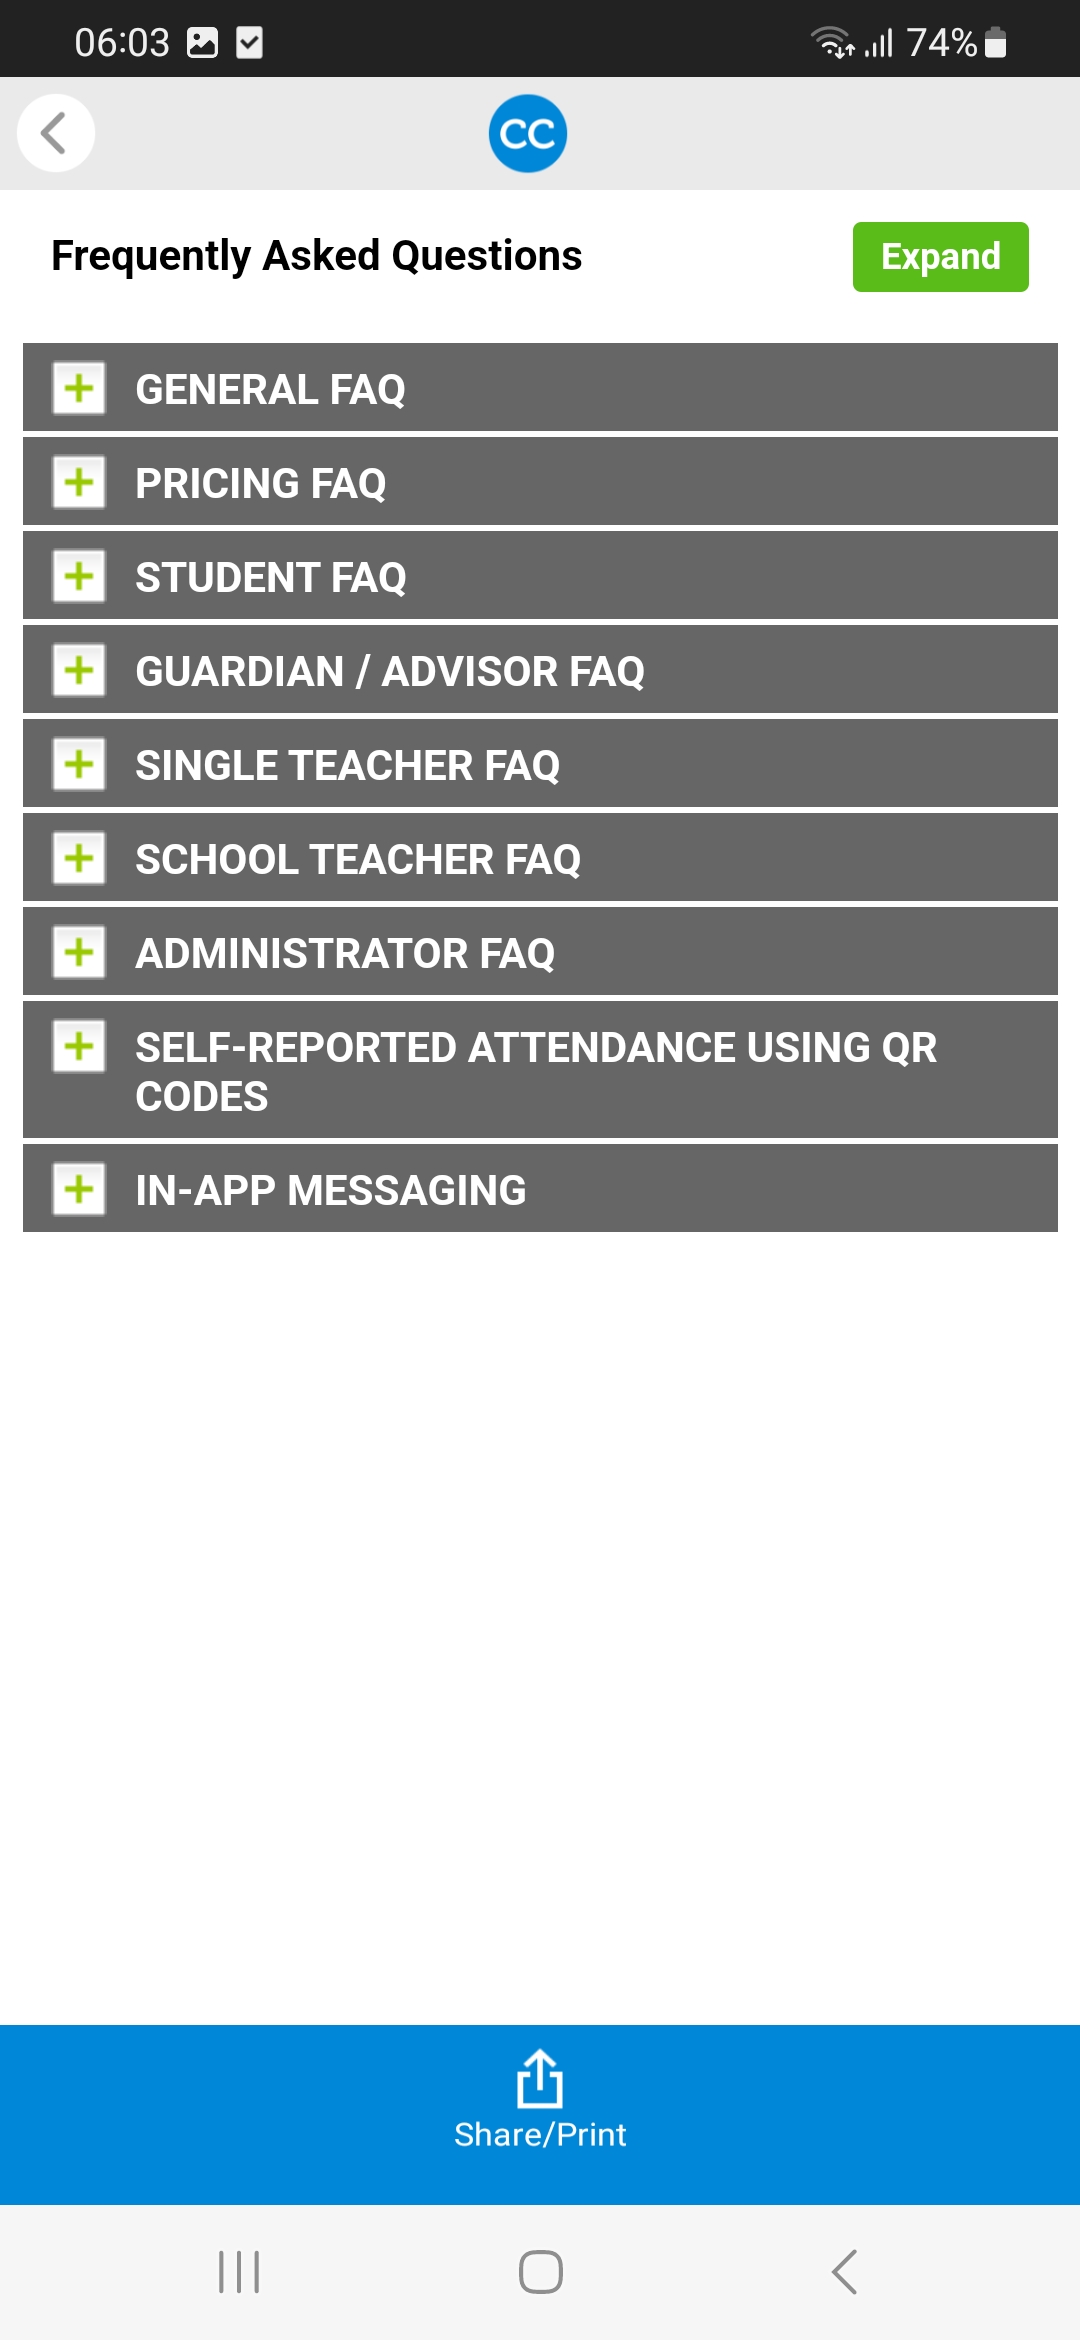 06:03
74%
CC
Frequently Asked Questions
Expand
GENERAL FAQ
PRICING FAQ
STUDENT FAQ
GUARDIAN / ADVISOR FAQ
SINGLE TEACHER FAQ
SCHOOL TEACHER FAQ
ADMINISTRATOR FAQ
SELF-REPORTED ATTENDANCE USING QR
CODES
IN-APP MESSAGING
Share/Print